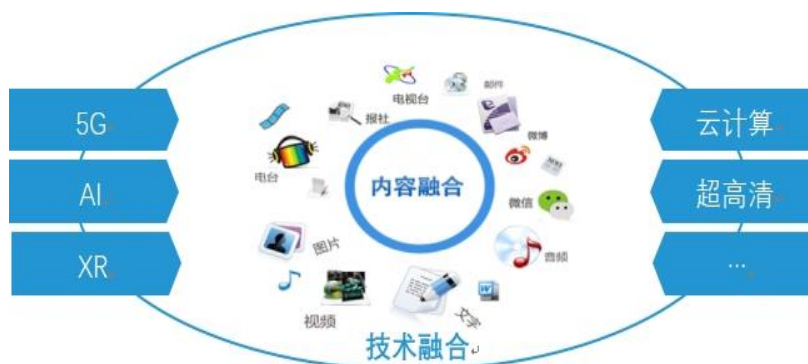 5G
AI
XR
云计算
超高清
…
电视台
邮件
报社
微博
电台
内容融合
微信
图片
音频
视频
文字
技术融合